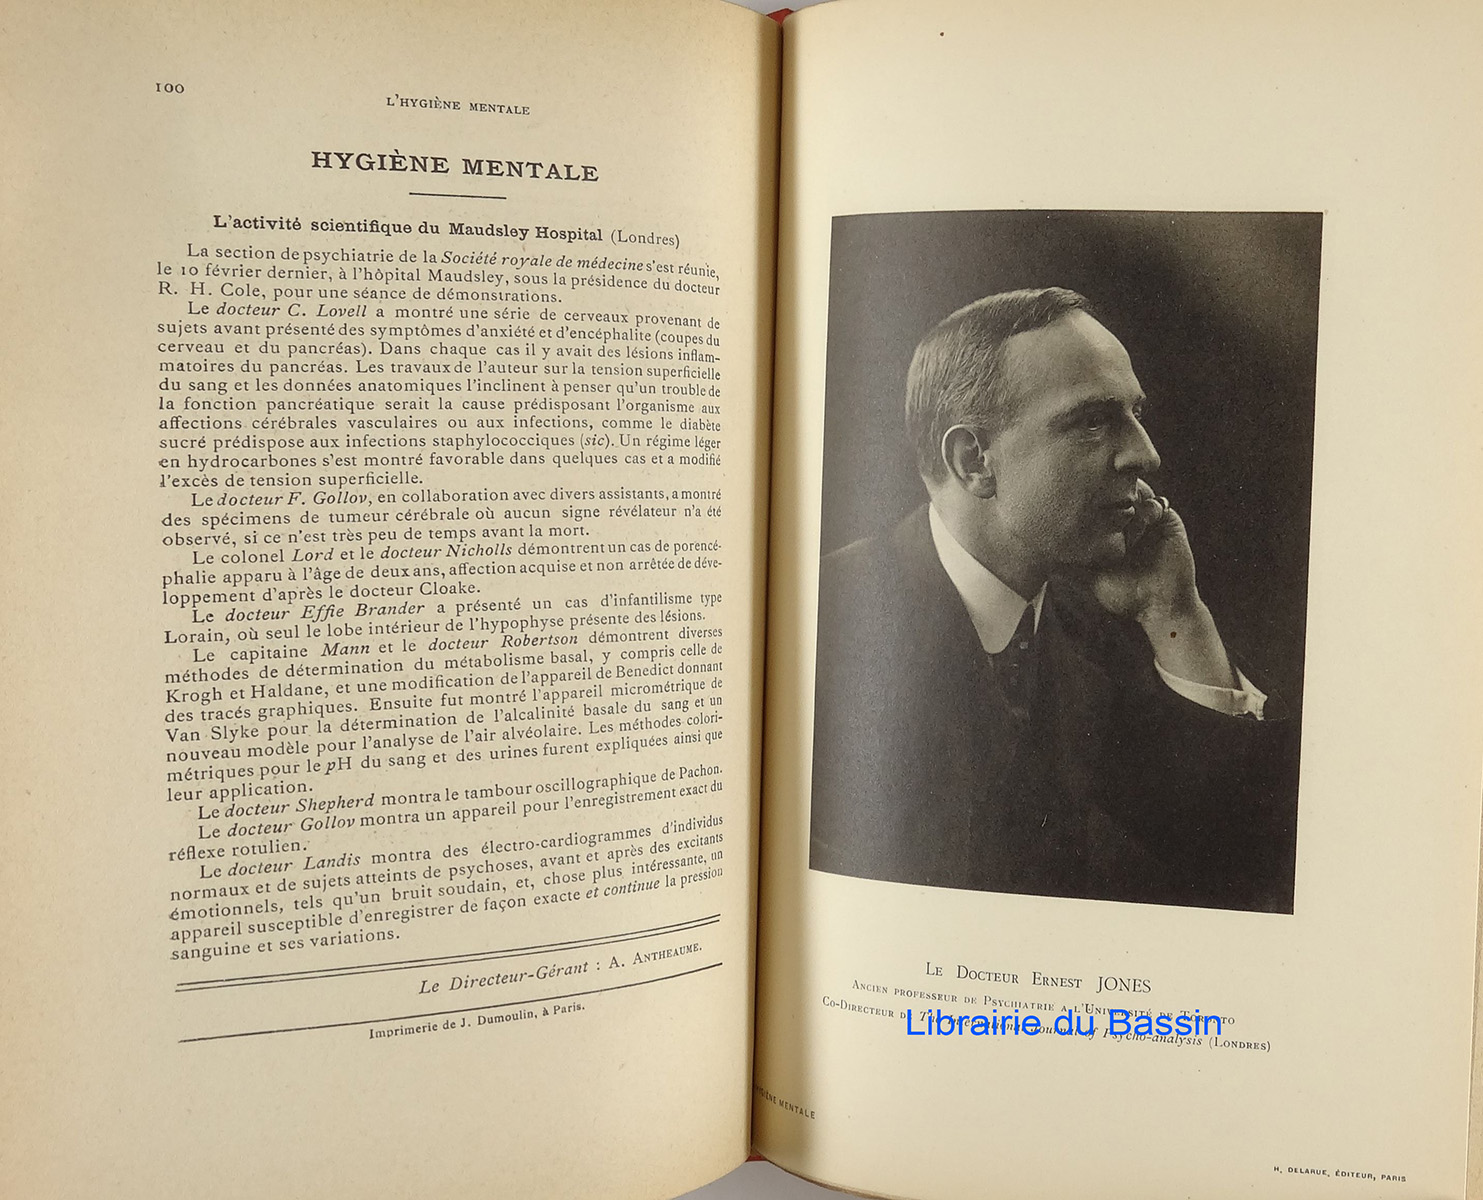 100
L'HYGIÈNE MENTALE
HYGIÈNE MENTALE
L'activité scientifique du Maudsley Hospital (Londres)
La section de psychiatrie de la Société royale de médecine s'est réunie,
le 10 février dernier, à l'hôpital Maudsley, sous la présidence du docteur
R. H. Cole, pour une séance de démonstrations.
Le docteur C. Lovell a montré une série de cerveaux provenant de
sujets avant présenté des symptômes d'anxiété et d'encéphalite (coupes du
cerveau et du pancréas). Dans chaque cas il y avait des lésions inflam-
matoires du pancréas. Les travaux de l'auteur sur la tension superficielle
du sang et les données anatomiques l'inclinent à penser qu'un trouble de
la fonction pancréatique serait la cause prédisposant l'organisme aux
affections cérébrales vasculaires ou aux infections, comme le diabète
sucré prédispose aux infections staphylococciques (sic). Un régime léger
en hydrocarbones s'est montré favorable dans quelques cas et a modifié
l'excès de tension superficielle.
Le docteur F. Gollov, en collaboration avec divers assistants, a montré
des spécimens de tumeur cérébrale où aucun signe révélateur n'a été
observé, si ce n'est très peu de temps avant la mort.
Le colonel Lord et le docteur Nicholls démontrent un cas de porencé-
phalie apparu à l'âge de deux ans, affection acquise et non arrêtée de déve-
loppement d'après le docteur Cloake.
Le docteur Effie Brander a présenté un cas d'infantilisme type
Lorain, où seul le lobe intérieur de l'hypophyse présente des lésions.
Le capitaine Mann et le docteur Robertson démontrent diverses
méthodes de détermination du métabolisme basal, y compris celle de
Krogh et Haldane, et une modification de l'appareil de Benedict donnant
des tracés graphiques. Ensuite fut montré l'appareil micrométrique de
Van Slyke pour la détermination de l'alcalinité basale du sang et un
nouveau modèle pour l'analyse de l'air alvéolaire. Les méthodes colori-
métriques pour le pH du sang et des urines furent expliquées ainsi que
leur application.
Le docteur Shepherd montra le tambour oscillographique de Pachon.
Le docteur Gollov montra un appareil pour l'enregistrement exact du
réflexe rotulien.
Le docteur Landis montra des électro-cardiogrammes d'individus
normaux et de sujets atteints de psychoses, avant et après des excitants
émotionnels, tels qu'un bruit soudain, et, chose plus intéressante, un
appareil susceptible d'enregistrer de façon exacte et continue la pression
sanguine et ses variations.
Le Directeur-Gérant : A. ANTHEAUME.
Imprimerie de J. Dumoulin, à Paris.
LE DOCTEUR ERNEST JONES
ANCIEN PROFESSEUR DE PSYCHIATRIE A L'UNIVERSITÉ DE TORONTO
CO-DIRECTEUR DE The International Journal of Psycho-analysis (LONDRES)
Librairie du Bassin
HYGIÈNE MENTALE
H. DELARUE, ÉDITEUR, PARIS